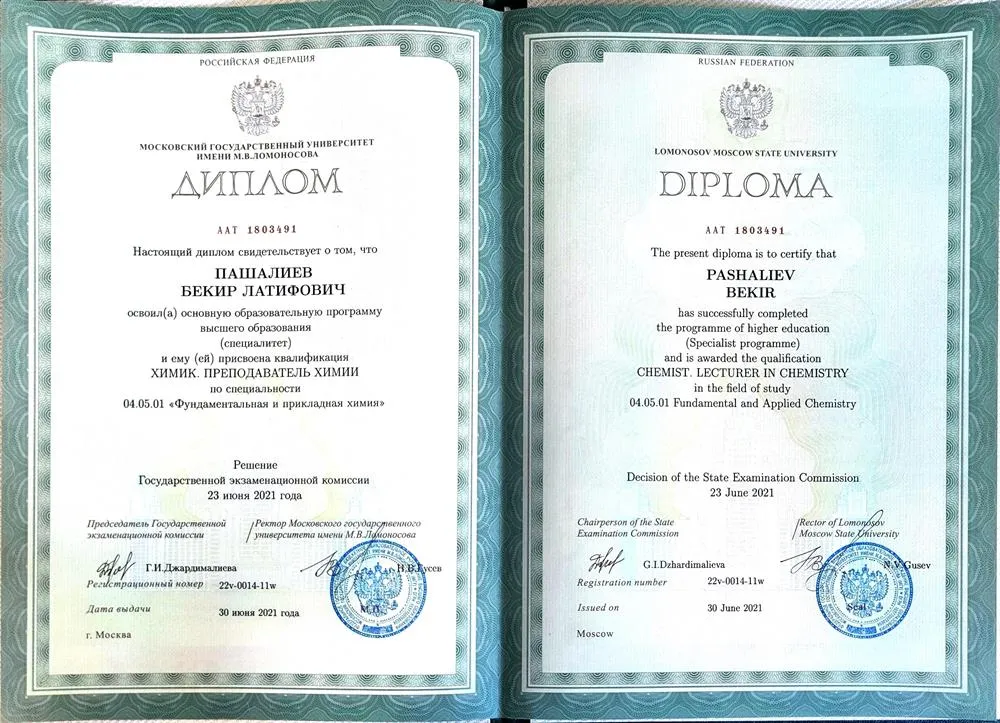 РОССИЙСКАЯ ФЕДЕРАЦИЯ
МОСКОВСКИЙ ГОСУДАРСТВЕННЫЙ УНИВЕРСИТЕТ
ИМЕНИ М.В.ЛОМОНОСОВА
ДИПЛОМ
ААТ 1803491
Настоящий диплом свидетельствует о том, что
ПАШАЛИЕВ
БЕКИР ЛАТИФОВИЧ
освоил(а) основную образовательную программу
высшего образования
(специалитет)
и ему (ей) присвоена квалификация
ХИМИК. ПРЕПОДАВАТЕЛЬ ХИМИИ
по специальности
04.05.01 «Фундаментальная и прикладная химия»
Решение
Государственной экзаменационной комиссии
23 июня 2021 года
Председатель Государственной
экзаменационной комиссии
Ректор Московского государственного
университета имени М.В.Ломоносова
Г.И.Джардималиева
Н.В.Гусев
Регистрационный номер 22v-0014-11w
Дата выдачи 30 июня 2021 года
М.П.
г. Москва
RUSSIAN FEDERATION
LOMONOSOV MOSCOW STATE UNIVERSITY
DIPLOMA
ААТ 1803491
The present diploma is to certify that
PASHALIEV
BEKIR
has successfully completed
the programme of higher education
(Specialist programme)
and is awarded the qualification
CHEMIST. LECTURER IN CHEMISTRY
in the field of study
04.05.01 Fundamental and Applied Chemistry
Decision of the State Examination Commission
23 June 2021
Chairperson of the State
Examination Commission
Rector of Lomonosov
Moscow State University
G.I.Dzhardimalieva
N.V.Gusev
Registration number 22v-0014-11w
Issued on 30 June 2021
Seal
Moscow